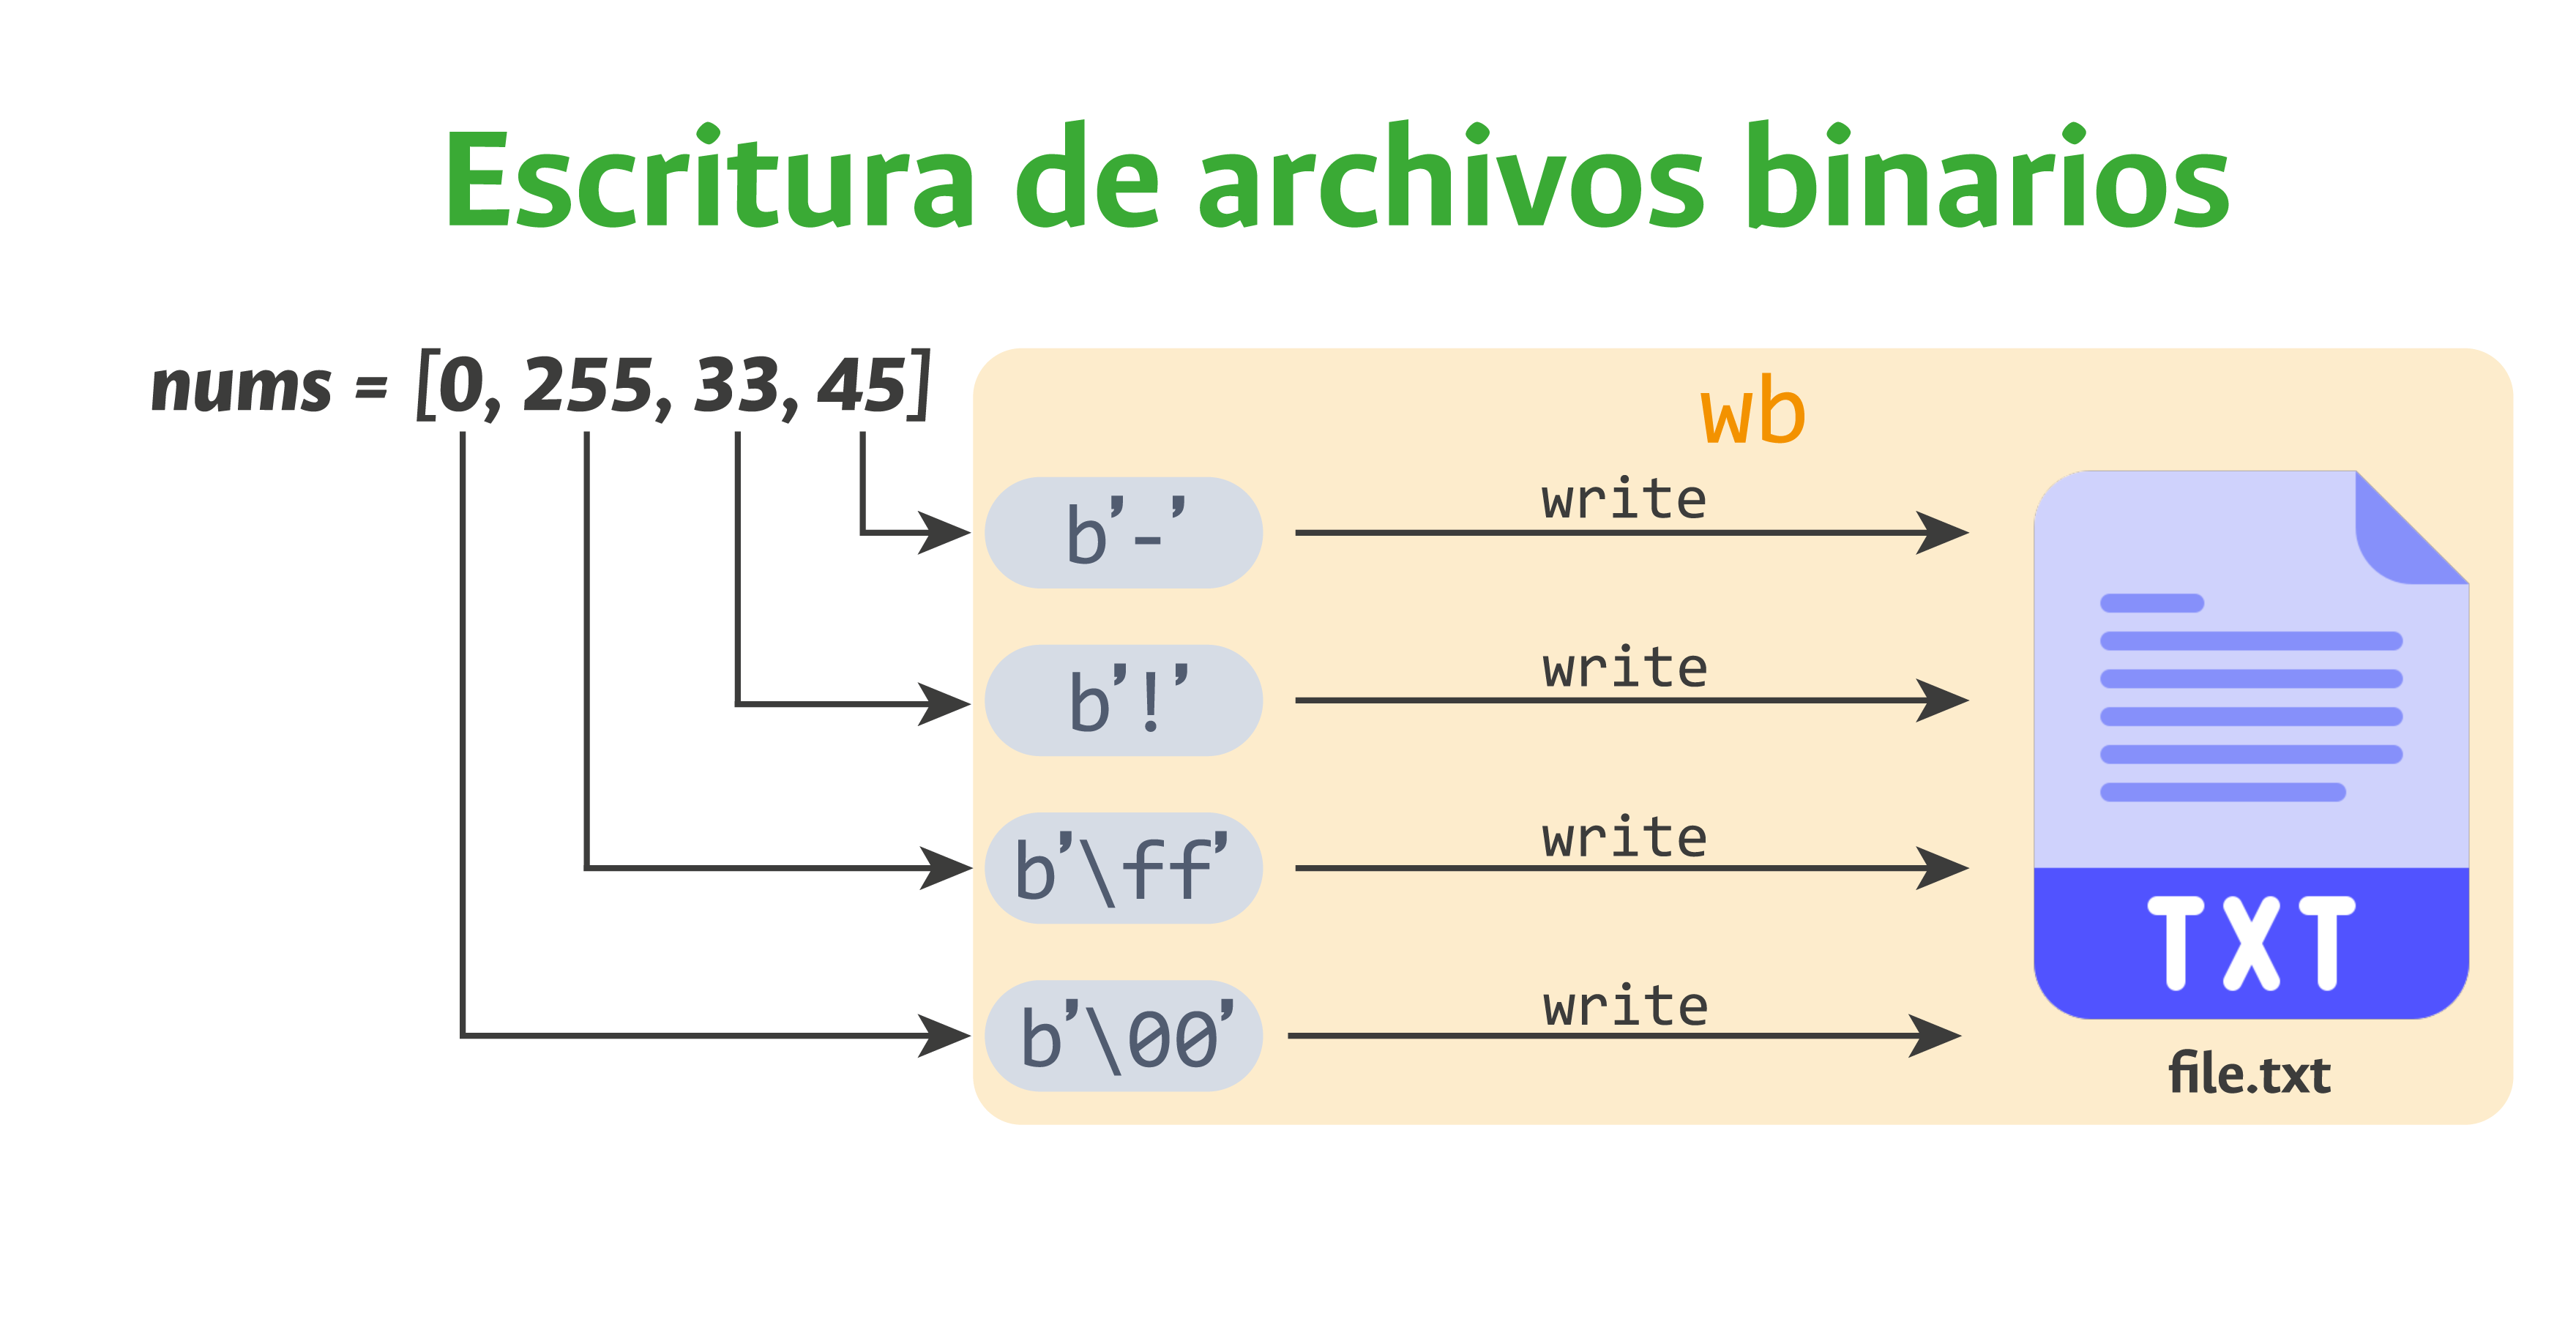 Escritura de archivos binarios
nums = [0, 255, 33, 45]
wb
b’-’
write
b’!’
write
b’\ff’
write
b’\00’
write
TXT
file.txt